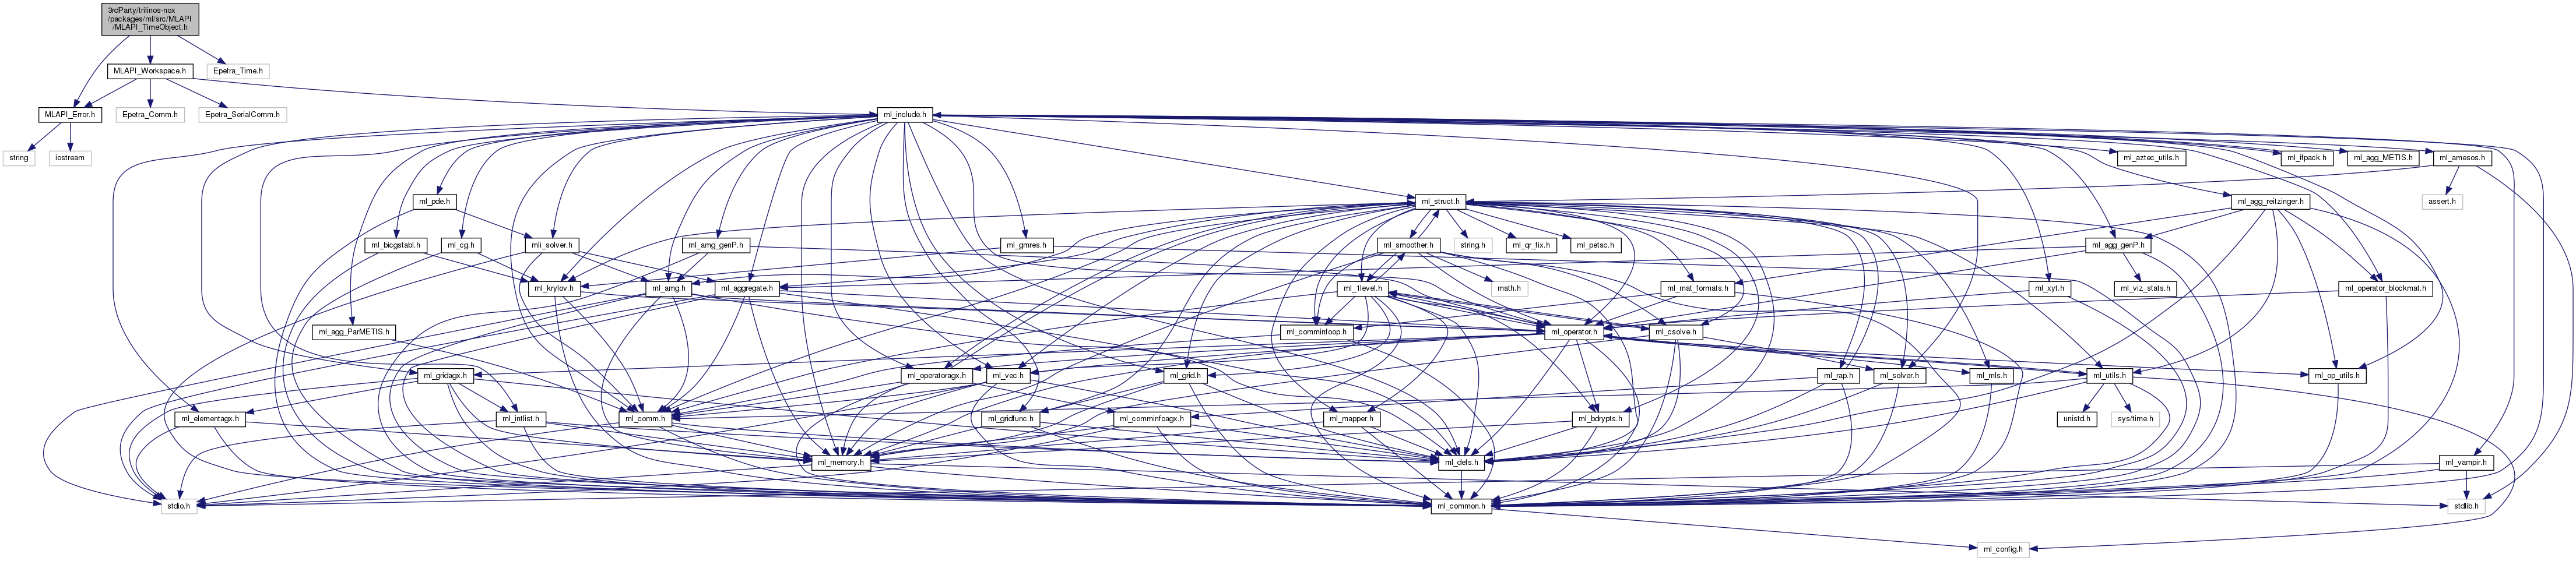 3rdParty/trilinos-nox
/packages/ml/src/MLAPI
/MLAPI_TimeObject.h
MLAPI_Workspace.h
Epetra_Time.h
MLAPI_Error.h
Epetra_Comm.h
Epetra_SerialComm.h
ml_include.h
string
iostream
ml_aztec_utils.h
ml_ifpack.h
ml_agg_METIS.h
ml_amesos.h
ml_pde.h
ml_struct.h
assert.h
ml_agg_reitzinger.h
ml_bicgstabl.h
ml_cg.h
mli_solver.h
ml_amg_genP.h
ml_gmres.h
ml_smoother.h
string.h
ml_qr_fix.h
ml_petsc.h
ml_agg_genP.h
ml_krylov.h
ml_amg.h
ml_aggregate.h
ml_1level.h
math.h
ml_mat_formats.h
ml_xyt.h
ml_viz_stats.h
ml_operator_blockmat.h
ml_agg_ParMETIS.h
ml_comminfoop.h
ml_operator.h
ml_csolve.h
ml_gridagx.h
ml_operatoragx.h
ml_vec.h
ml_grid.h
ml_rap.h
ml_solver.h
ml_mls.h
ml_utils.h
ml_op_utils.h
ml_elementagx.h
ml_intlist.h
ml_comm.h
ml_gridfunc.h
ml_comminfoagx.h
ml_mapper.h
ml_bdrypts.h
unistd.h
sys/time.h
ml_memory.h
ml_defs.h
ml_vampir.h
stdio.h
ml_common.h
stdlib.h
ml_config.h